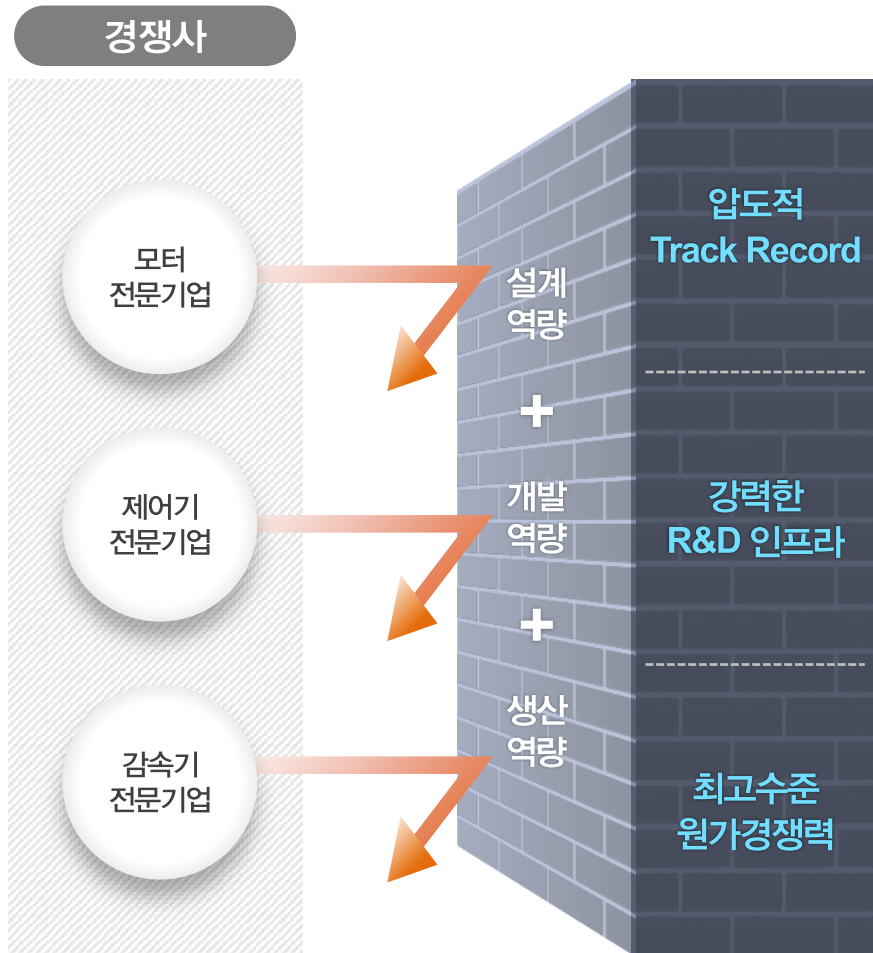 경쟁사
모터
전문기업
제어기
전문기업
감속기
전문기업
설계
역량
+
개발
역량
+
생산
역량
압도적
Track Record
강력한
R&D 인프라
최고수준
원가경쟁력